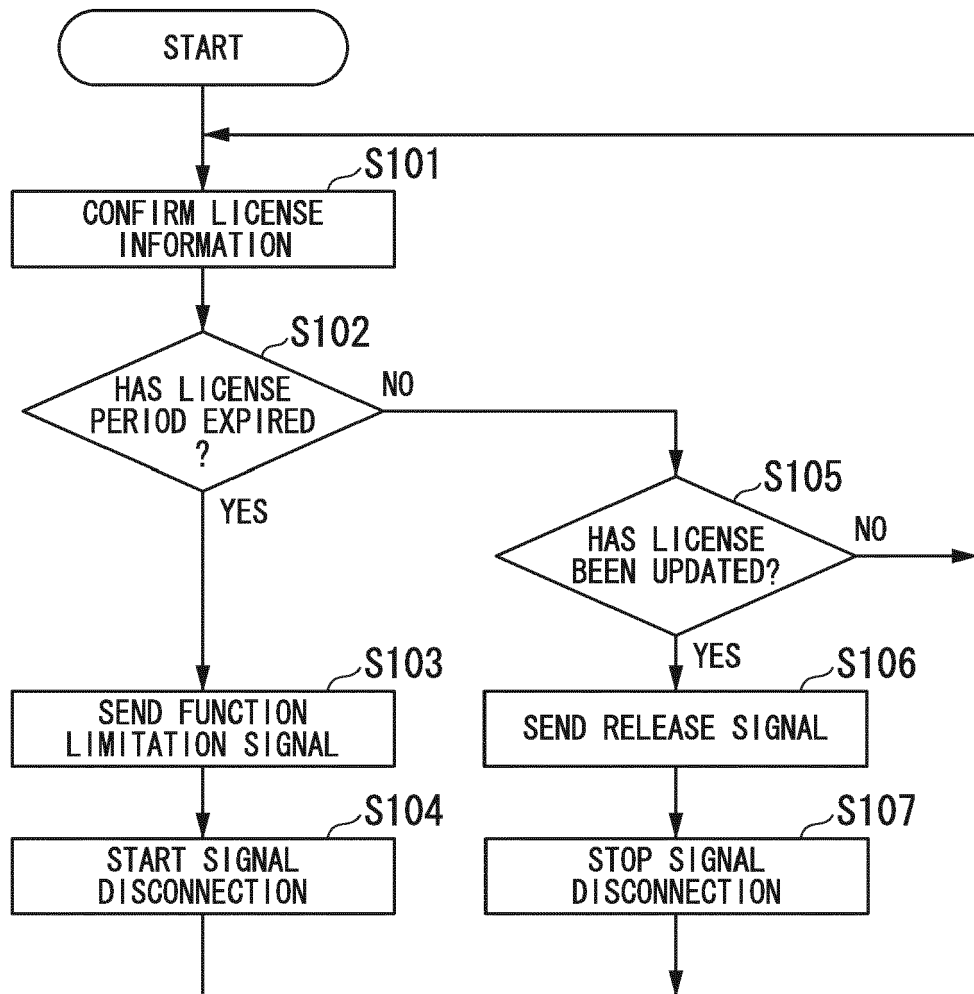 START
S101
CONFIRM LICENSE
INFORMATION
S102
HAS LICENSE
PERIOD EXPIRED
?
NO
YES
S105
HAS LICENSE
BEEN UPDATED?
NO
YES
S103
SEND FUNCTION
LIMITATION SIGNAL
S106
SEND RELEASE SIGNAL
S104
START SIGNAL
DISCONNECTION
S107
STOP SIGNAL
DISCONNECTION